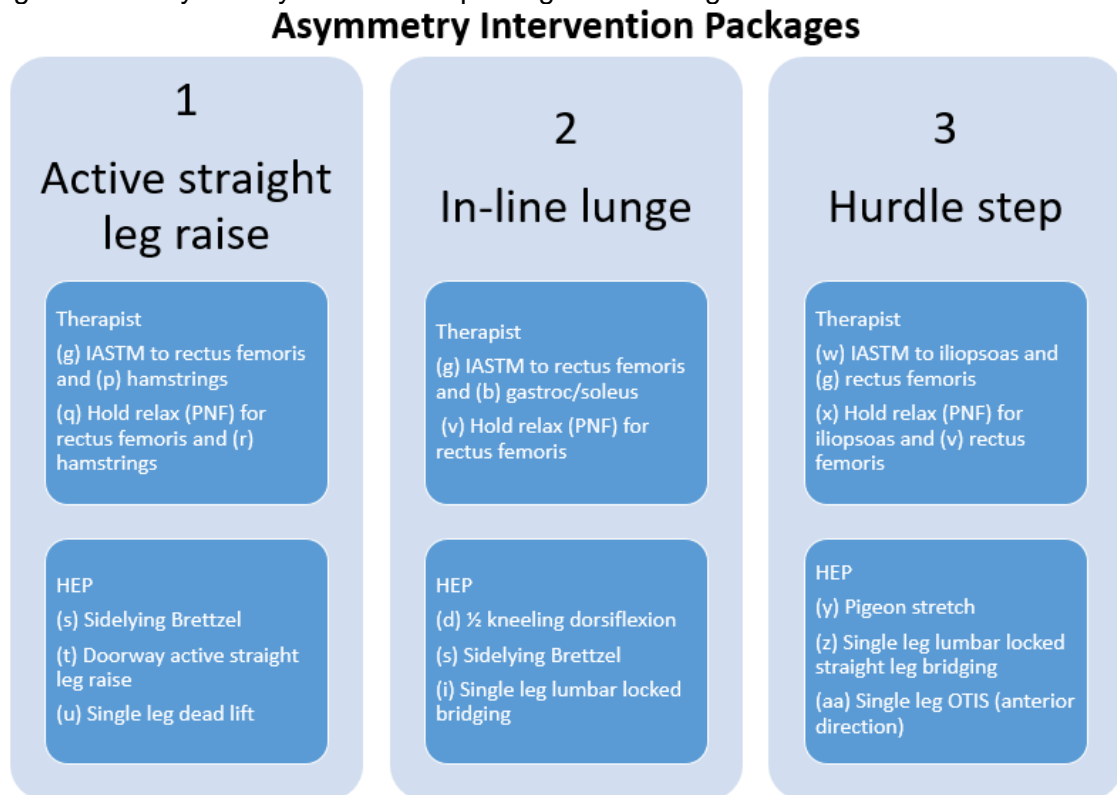 Asymmetry Intervention Packages
1
Active straight
leg raise
Therapist
(g) IASTM to rectus femoris
and (p) hamstrings
(q) Hold relax (PNF) for
rectus femoris and (r)
hamstrings
HEP
(s) Sidelying Brettzel
(t) Doorway active straight
leg raise
(u) Single leg dead lift
2
In-line lunge
Therapist
(g) IASTM to rectus femoris
and (b) gastroc/soleus
(v) Hold relax (PNF) for
rectus femoris
HEP
(d) ½ kneeling dorsiflexion
(s) Sidelying Brettzel
(i) Single leg lumbar locked
bridging
3
Hurdle step
Therapist
(w) IASTM to iliopsoas and
(g) rectus femoris
(x) Hold relax (PNF) for
iliopsoas and (v) rectus
femoris
HEP
(y) Pigeon stretch
(z) Single leg lumbar locked
straight leg bridging
(aa) Single leg OTIS (anterior
direction)